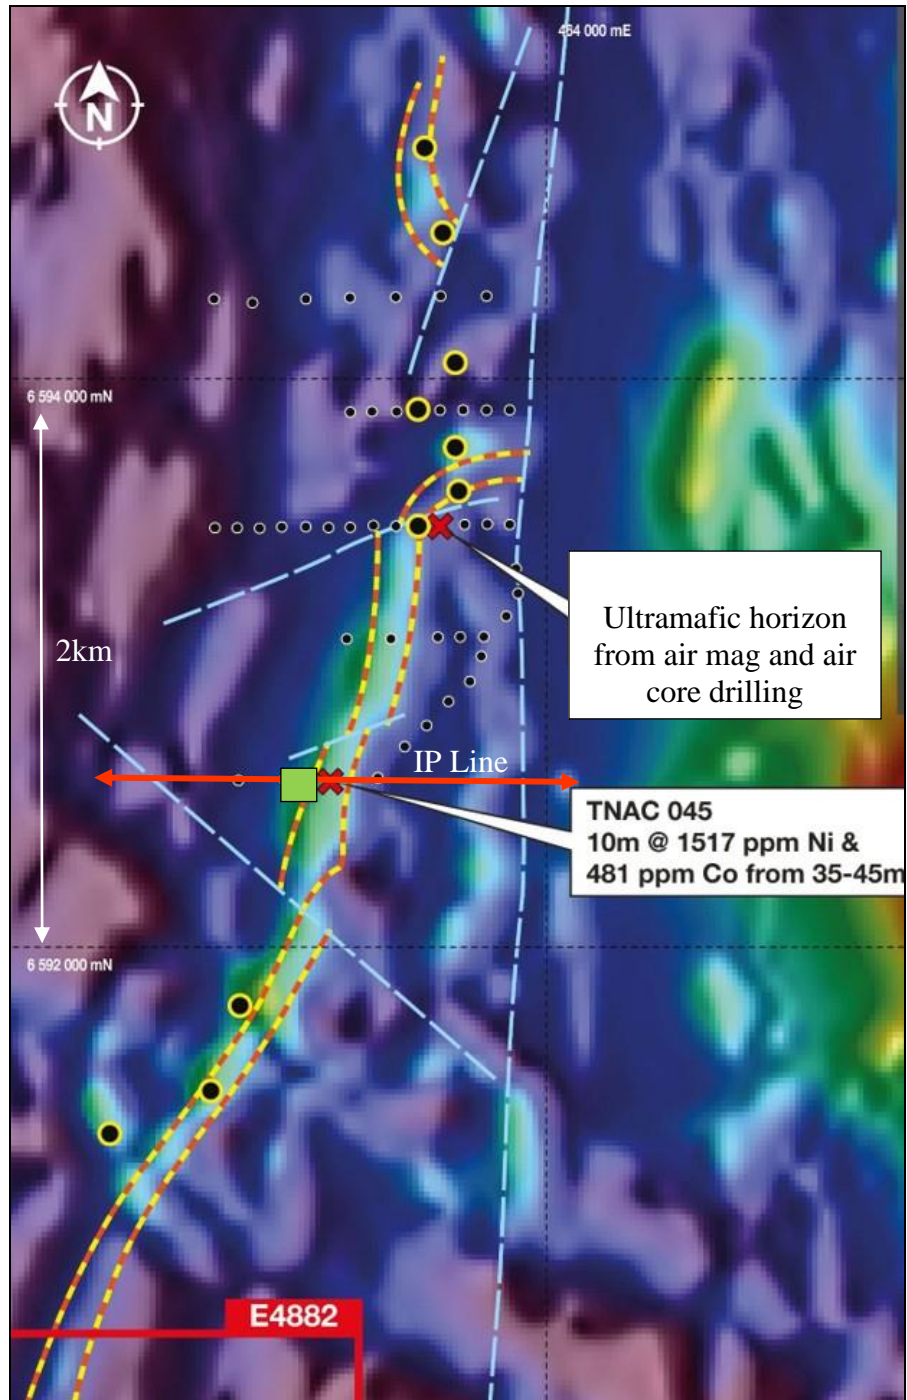 464 000 mE
N
6 594 000 mN
2km
Ultramafic horizon
from air mag and air
core drilling
IP Line
TNAC 045
10m @ 1517 ppm Ni &
481 ppm Co from 35-45m
6 592 000 mN
E4882